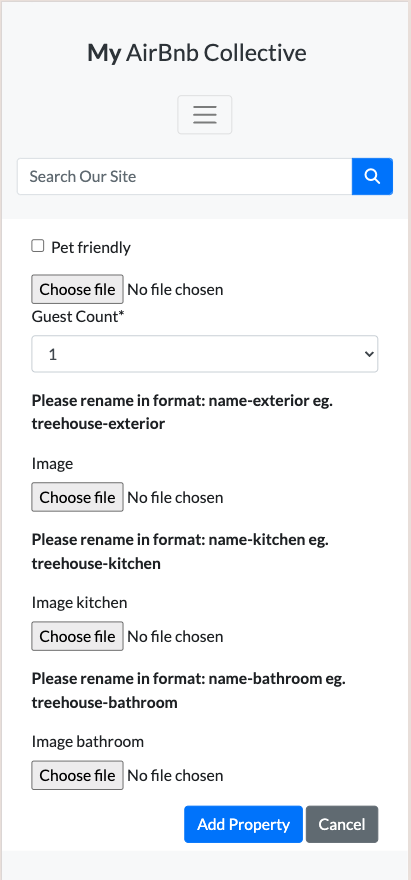 My AirBnb Collective
Search Our Site
Pet friendly
Choose file No file chosen
Guest Count*
1
Please rename in format: name-exterior eg.
treehouse-exterior
Image
Choose file No file chosen
Please rename in format: name-kitchen eg.
treehouse-kitchen
Image kitchen
Choose file No file chosen
Please rename in format: name-bathroom eg.
treehouse-bathroom
Image bathroom
Choose file No file chosen
Add Property Cancel